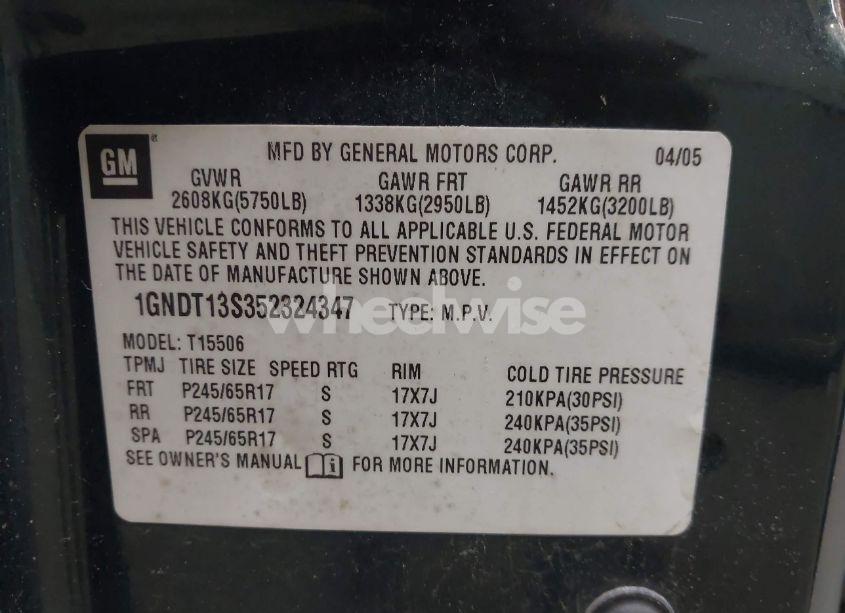 GM
MFD BY GENERAL MOTORS CORP. 04/05
GVWR GAWR FRT GAWR RR
2608KG(5750LB) 1338KG(2950LB) 1452KG(3200LB)
THIS VEHICLE CONFORMS TO ALL APPLICABLE U.S. FEDERAL MOTOR
VEHICLE SAFETY AND THEFT PREVENTION STANDARDS IN EFFECT ON
THE DATE OF MANUFACTURE SHOWN ABOVE.
1GNDT13S352324347 TYPE: M.P.V.
wheelwise
MODEL: T15506
TPMJ TIRE SIZE SPEED RTG RIM COLD TIRE PRESSURE
FRT P245/65R17 S 17X7J 210KPA(30PSI)
RR P245/65R17 S 17X7J 240KPA(35PSI)
SPA P245/65R17 S 17X7J 240KPA(35PSI)
SEE OWNER'S MANUAL i FOR MORE INFORMATION.